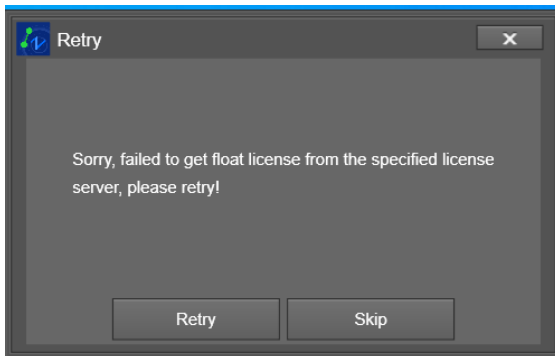 Retry
Sorry, failed to get float license from the specified license
server, please retry!
Retry
Skip